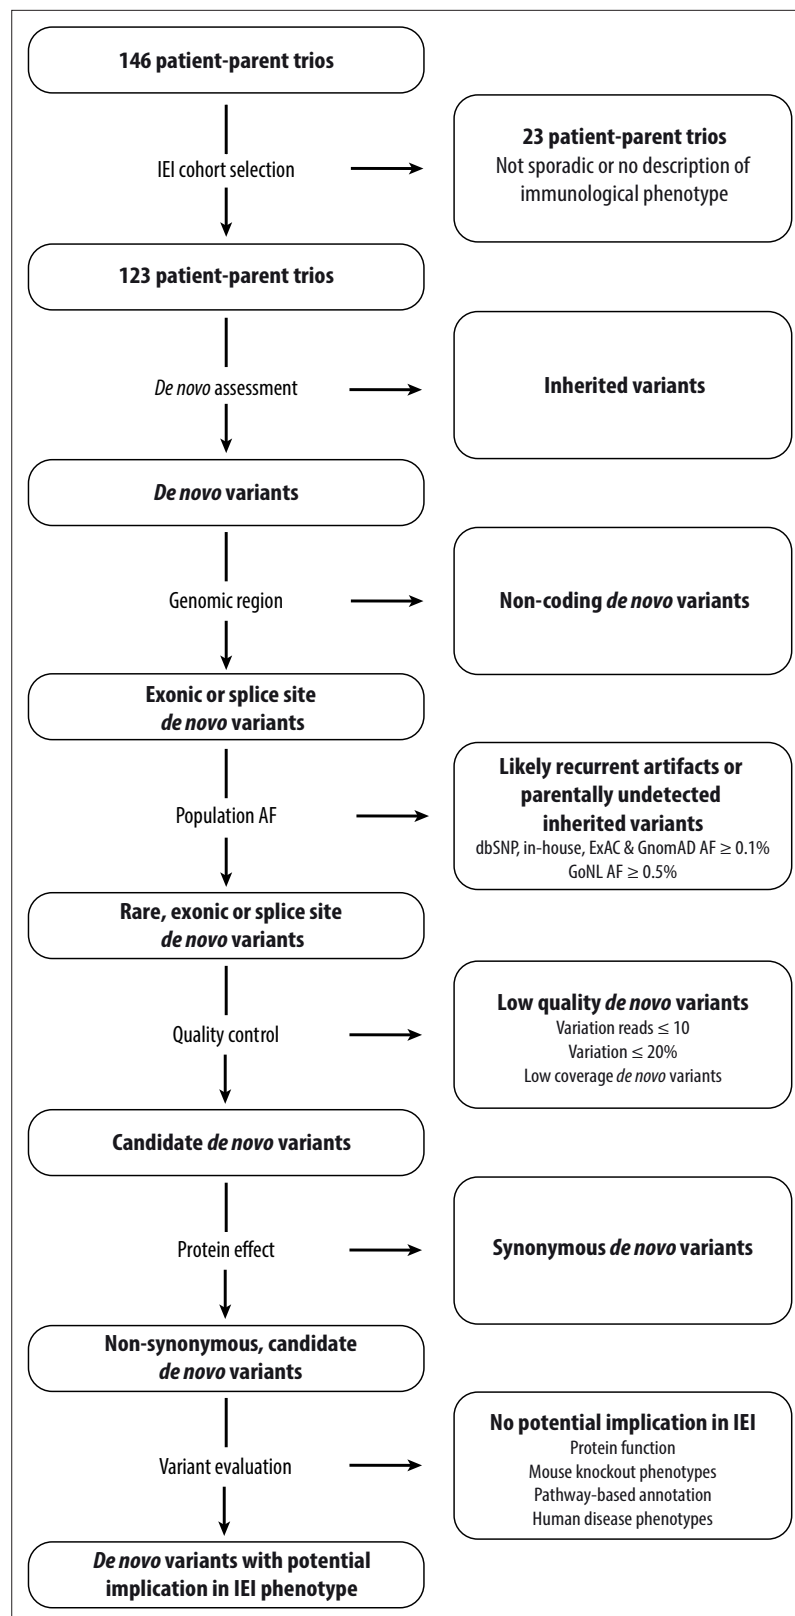 146 patient-parent trios
IEI cohort selection
23 patient-parent trios
Not sporadic or no description of
immunological phenotype
123 patient-parent trios
De novo assessment
Inherited variants
De novo variants
Genomic region
Non-coding de novo variants
Exonic or splice site
de novo variants
Population AF
Likely recurrent artifacts or
parentally undetected
inherited variants
dbSNP, in-house, ExAC & GnomAD AF ≥ 0.1%
GoNL AF ≥ 0.5%
Rare, exonic or splice site
de novo variants
Quality control
Low quality de novo variants
Variation reads ≤ 10
Variation ≤ 20%
Low coverage de novo variants
Candidate de novo variants
Protein effect
Synonymous de novo variants
Non-synonymous, candidate
de novo variants
Variant evaluation
No potential implication in IEI
Protein function
Mouse knockout phenotypes
Pathway-based annotation
Human disease phenotypes
De novo variants with potential
implication in IEI phenotype